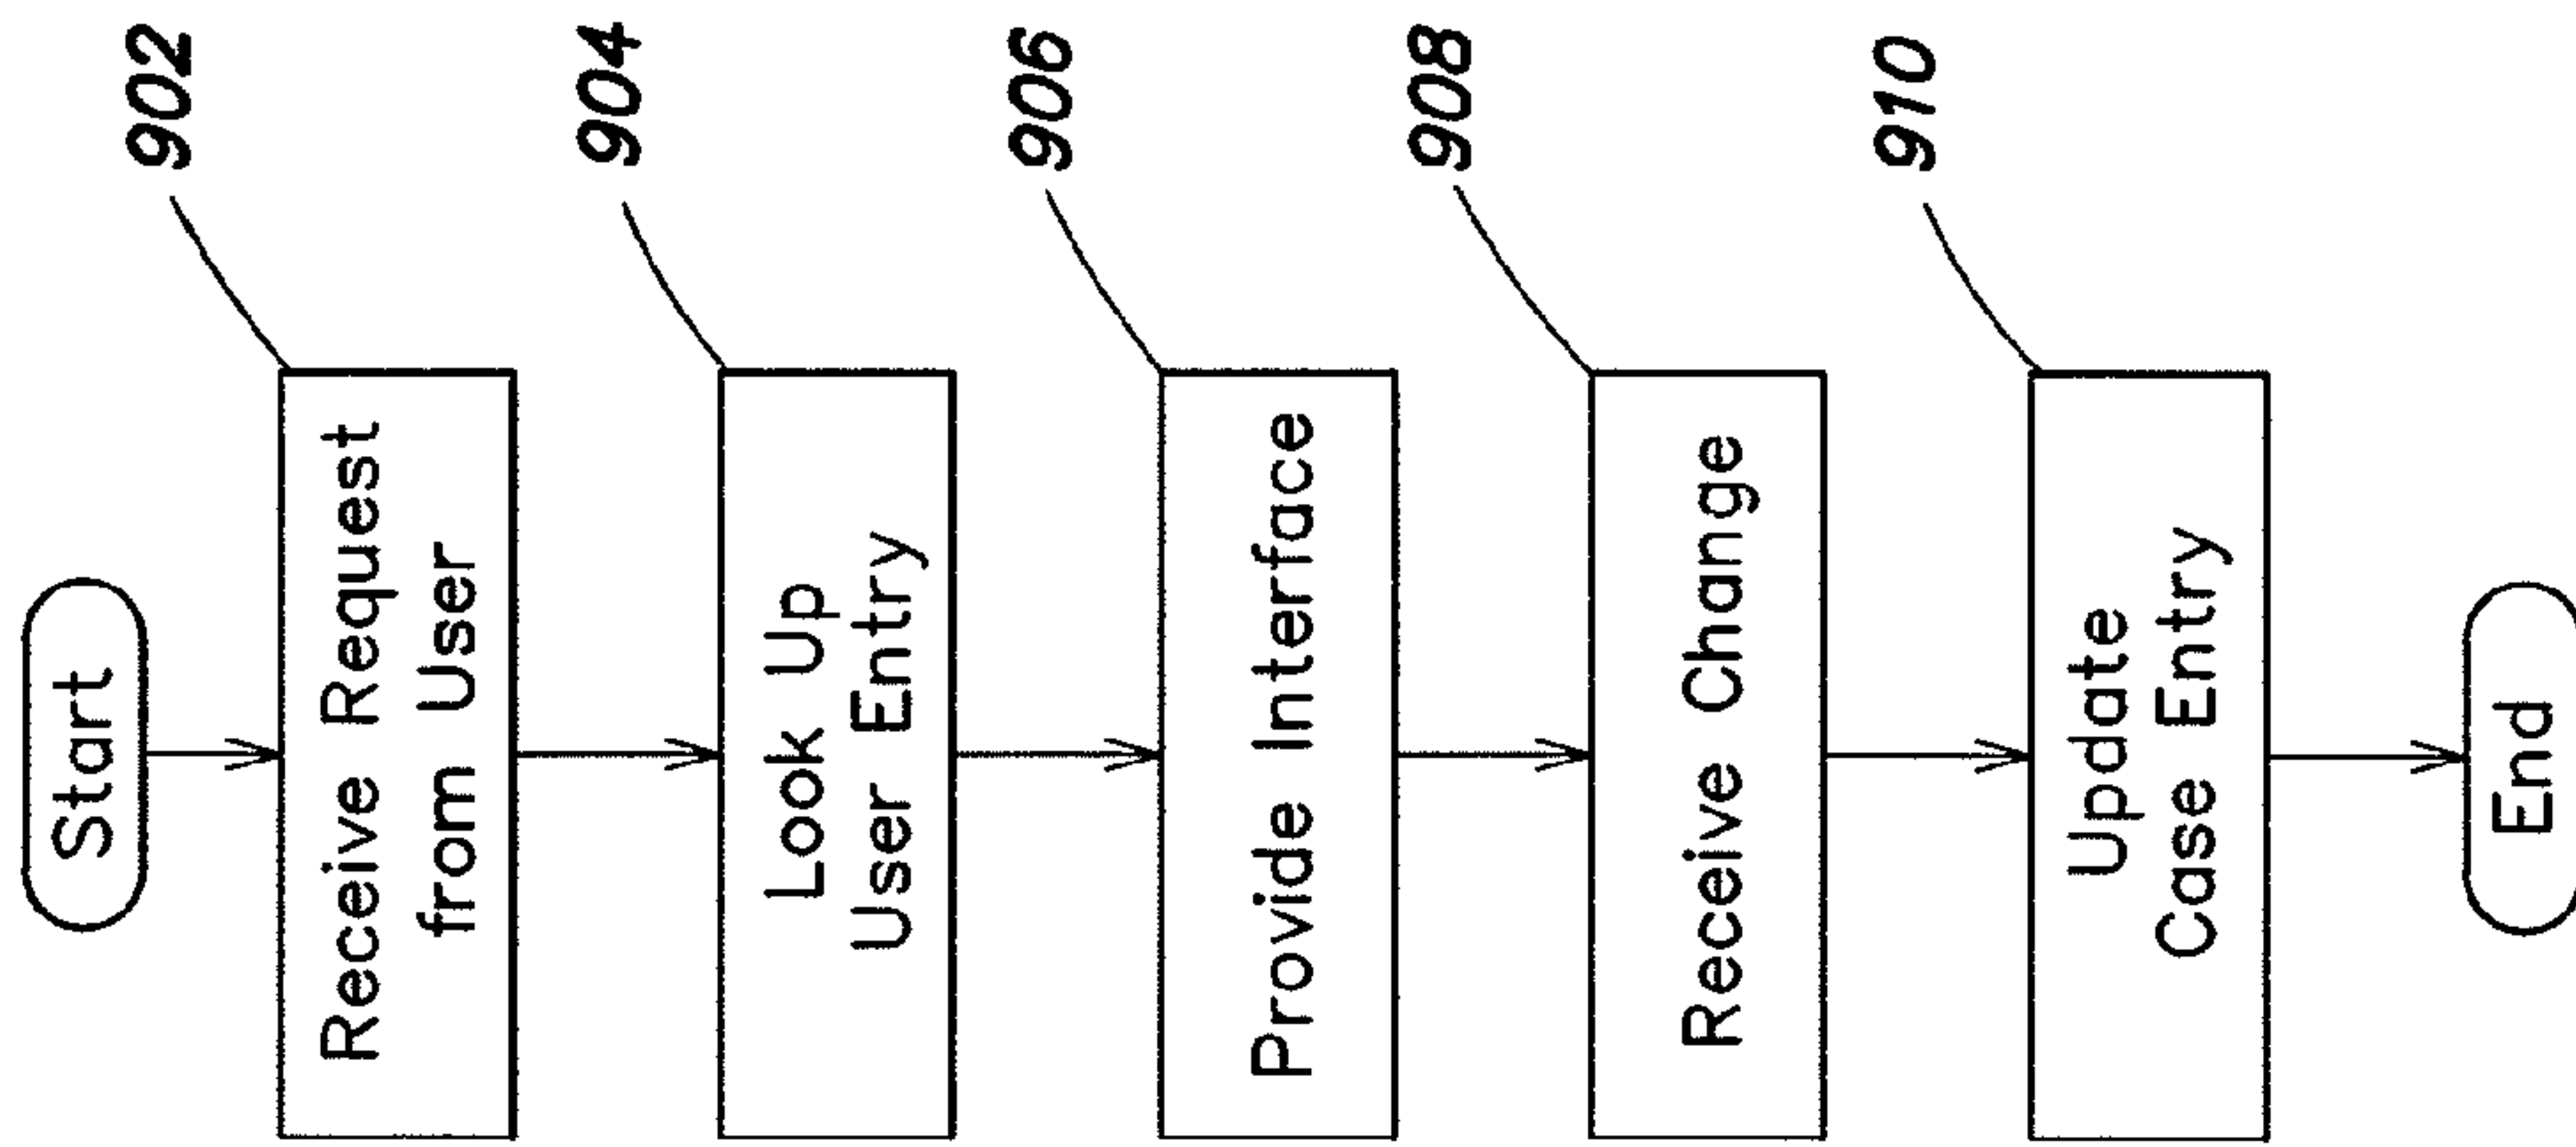 Start
902
Receive Request
from User
904
Look Up
User Entry
906
Provide Interface
908
Receive Change
910
Update
Case Entry
End